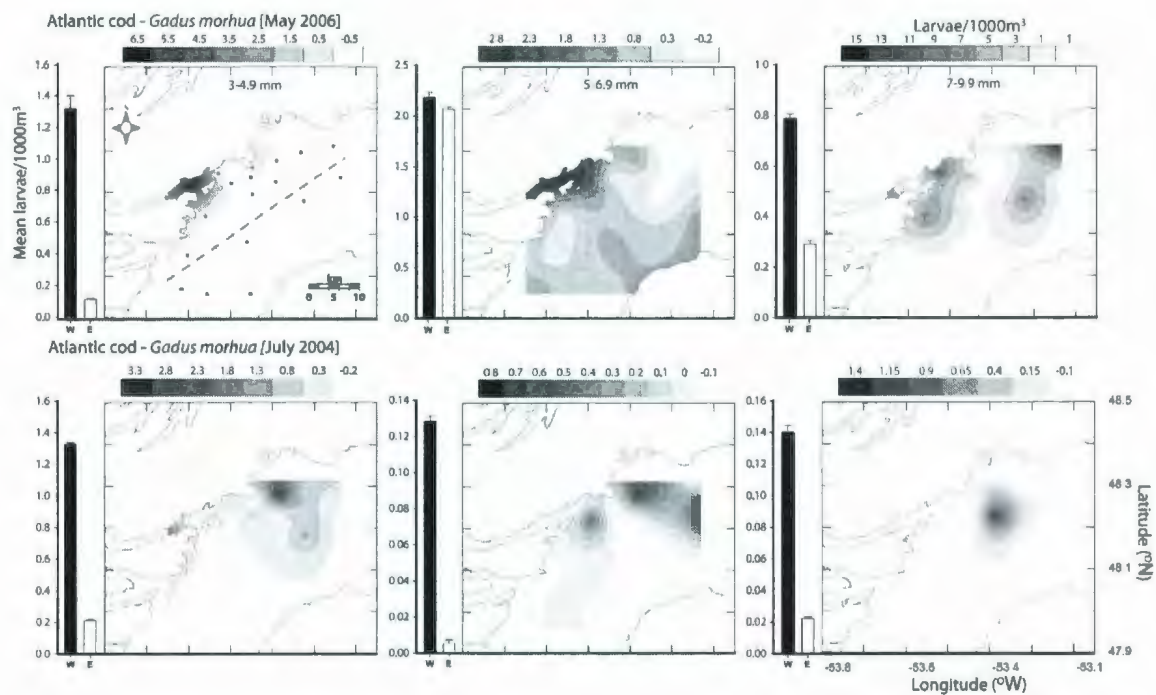 Atlantic cod - Gadus morhua [May 2006]
Larvae/1000m³
6.5 5.5 4.5 3.5 2.5 1.5 0.5 -0.5
2.8 2.3 1.8 1.3 0.8 0.3 -0.2
15 13 11 9 7 5 3 1 1
3-4.9 mm
5 6.9 mm
7-9 9 mm
Mean larvae/1000m³
1.6
1.4
1.2
1.0
0.8
0.6
0.4
0.2
0.0
W E
km
0 5 10
2.5
2.0
1.5
1.0
0.5
0.0
W E
1.0
0.8
0.6
0.4
0.2
0.0
W E
Atlantic cod - Gadus morhua [July 2004]
3.3 2.8 2.3 1.8 1.3 0.8 0.3 -0.2
0.8 0.7 0.6 0.5 0.4 0.3 0.2 0.1 0 -0.1
1.4 1.15 0.9 0.65 0.4 0.15 -0.1
1.6
1.4
1.2
1.0
0.8
0.6
0.4
0.2
0.0
W E
0.14
0.12
0.10
0.08
0.06
0.04
0.02
0.00
W E
0.16
0.14
0.12
0.10
0.08
0.06
0.04
0.02
0.0
W E
48.5
48.3
48.1
47.9
Latitude (ºN)
-53.8 -53.6 -53 4 -53.1
Longitude (ºW)